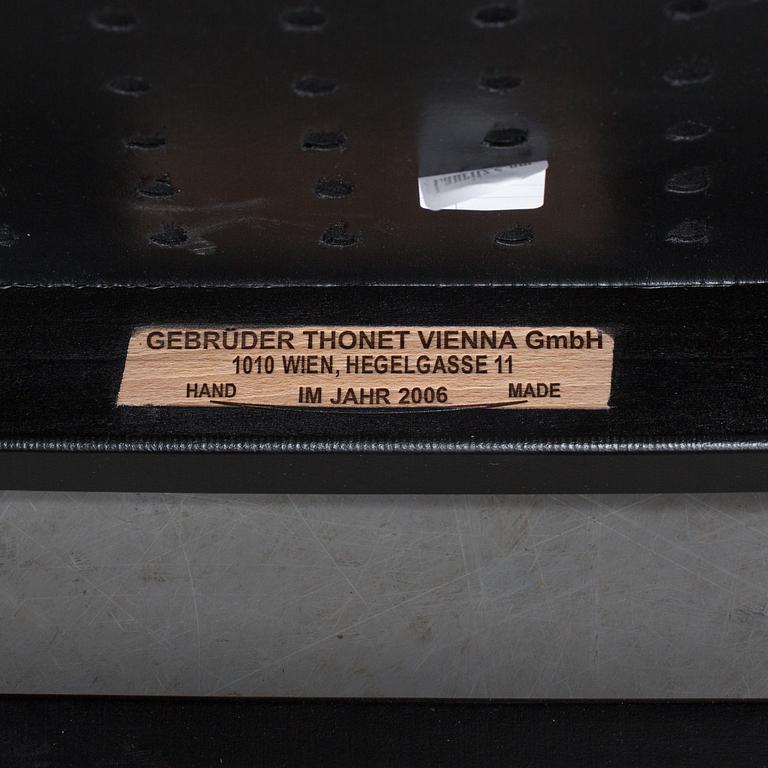 GEBRÜDER THONET VIENNA GmbH
1010 WIEN, HEGELGASSE 11
HAND IM JAHR 2006 MADE